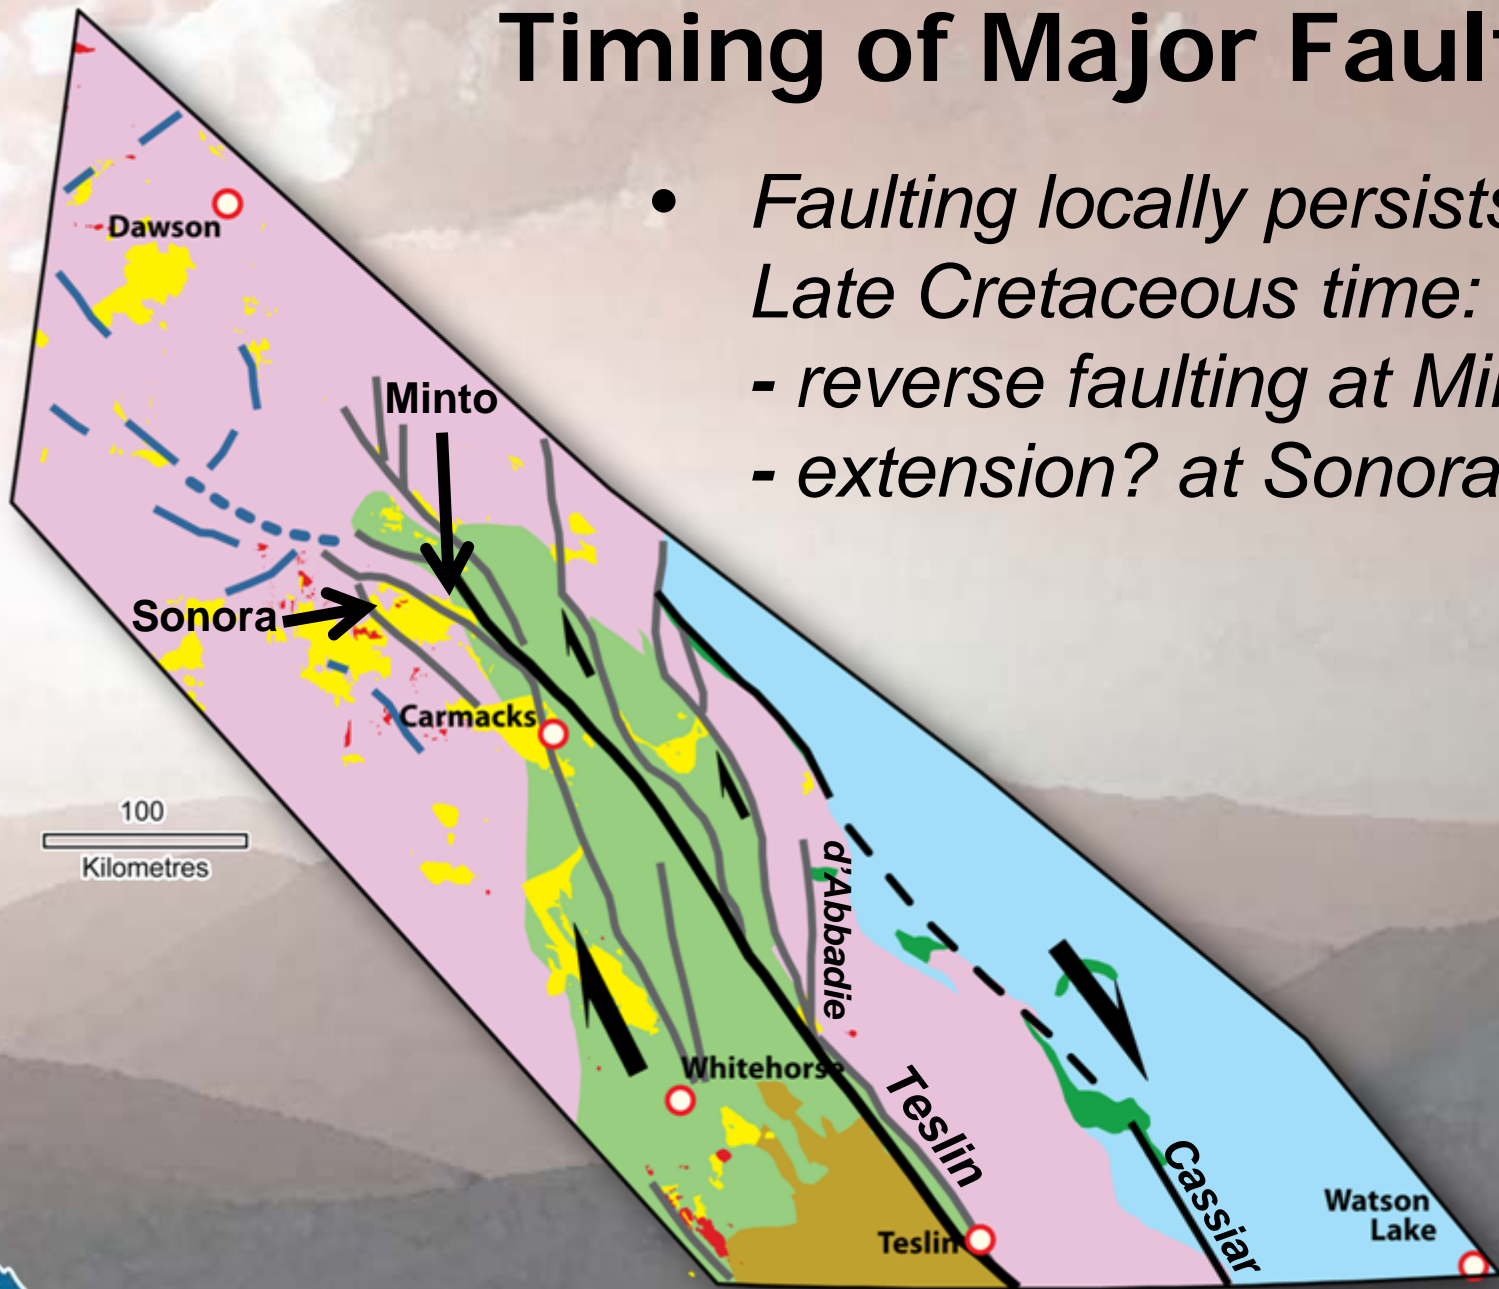 Timing of Major Faul
• Faulting locally persists
Late Cretaceous time:
- reverse faulting at Mi
- extension? at Sonora
Dawson
Minto
Sonora
Carmacks
100
Kilometres
d'Abbadie
Whitehorse
Teslin
Cassiar
Watson
Lake
Teslin